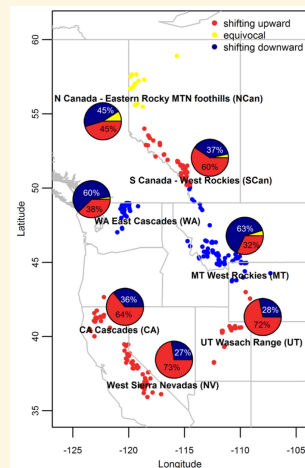 shifting upward
equivocal
shifting downward
60
N Canada - Eastern Rocky MTN foothills (NCan)
45%
45%
55
37%
60%
S Canada - West Rockies (SCan)
60%
38%
50
WA East Cascades (WA)
63%
32%
Latitude
45
MT West Rockies (MT)
36%
64%
28%
72%
CA Cascades (CA)
UT Wasach Range (UT)
40
27%
73%
West Sierra Nevadas (NV)
35
-125 -120 -115 -110 -105
Longitude